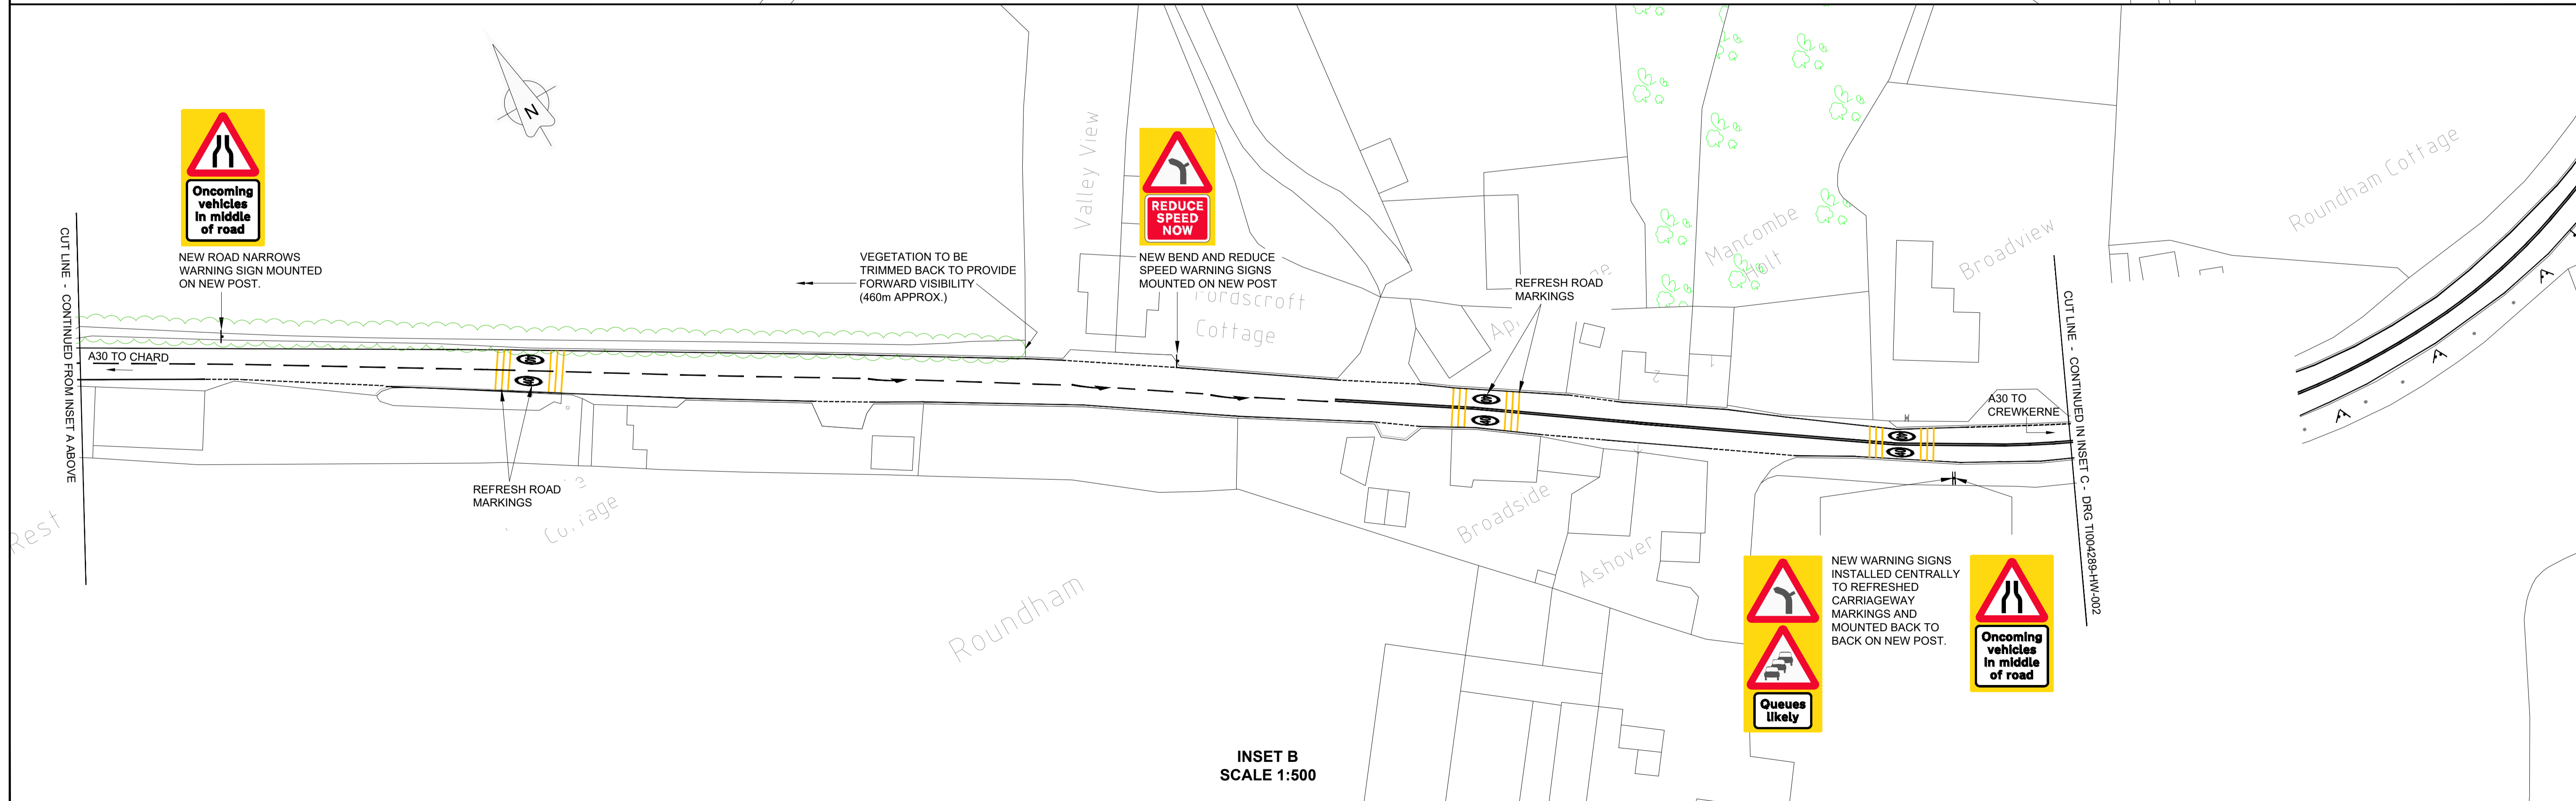 N
Oncoming
vehicles
in middle
of road
NEW ROAD NARROWS
WARNING SIGN MOUNTED
ON NEW POST.
CUT LINE - CONTINUED FROM INSET A ABOVE
A30 TO CHARD
VEGETATION TO BE
TRIMMED BACK TO PROVIDE
FORWARD VISIBILITY
(460m APPROX.)
Valley View
REDUCE
SPEED
NOW
NEW BEND AND REDUCE
SPEED WARNING SIGNS
MOUNTED ON NEW POST
Cottage
REFRESH ROAD
MARKINGS
Mancombe
Holt
Broadview
Roundham Cottage
2
1
A30 TO
CREWKERNE
CUT LINE - CONTINUED IN INSET C - DRG TI004289-HW-002
REFRESH ROAD
MARKINGS
Rest
Roundham
Broadside
Ashover
Queues
likely
NEW WARNING SIGNS
INSTALLED CENTRALLY
TO REFRESHED
CARRIAGEWAY
MARKINGS AND
MOUNTED BACK TO
BACK ON NEW POST.
Oncoming
vehicles
in middle
of road
INSET B
SCALE 1:500